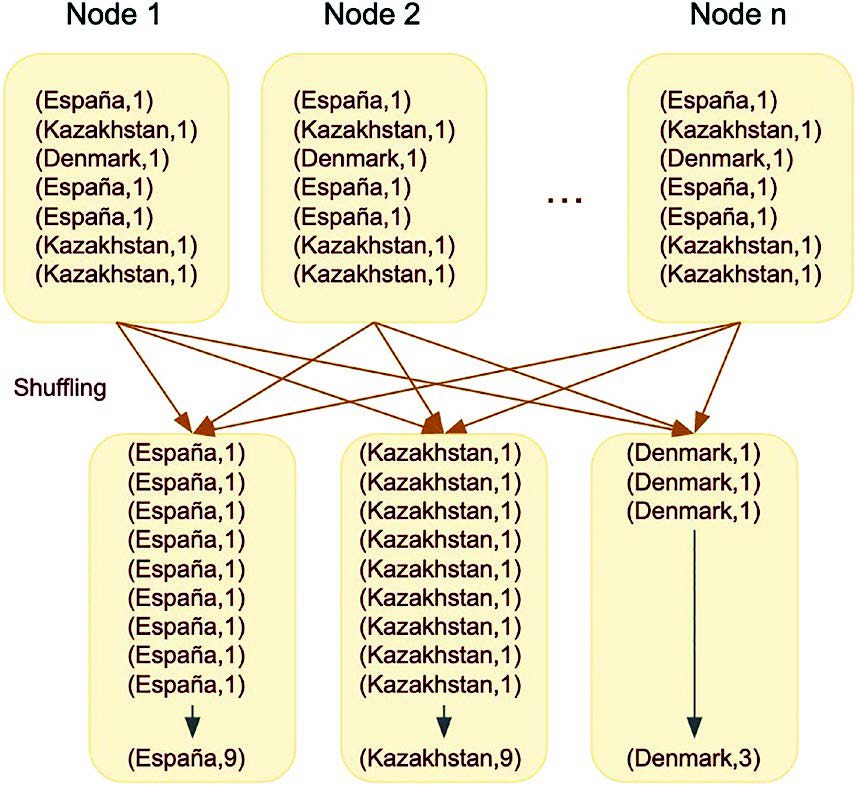 Node 1
Node 2
Node n
(España,1)
(Kazakhstan,1)
(Denmark,1)
(España,1)
(España,1)
(Kazakhstan,1)
(Kazakhstan,1)
(España,1)
(Kazakhstan,1)
(Denmark,1)
(España,1)
(España,1)
(Kazakhstan,1)
(Kazakhstan,1)
...
(España,1)
(Kazakhstan,1)
(Denmark,1)
(España,1)
(España,1)
(Kazakhstan,1)
(Kazakhstan,1)
Shuffling
(España,1)
(España,1)
(España,1)
(España,1)
(España,1)
(España,1)
(España,1)
(España,1)
(España,1)
(España,9)
(Kazakhstan,1)
(Kazakhstan,1)
(Kazakhstan,1)
(Kazakhstan,1)
(Kazakhstan,1)
(Kazakhstan,1)
(Kazakhstan,1)
(Kazakhstan,1)
(Kazakhstan,1)
(Kazakhstan,9)
(Denmark,1)
(Denmark,1)
(Denmark,1)
(Denmark,3)